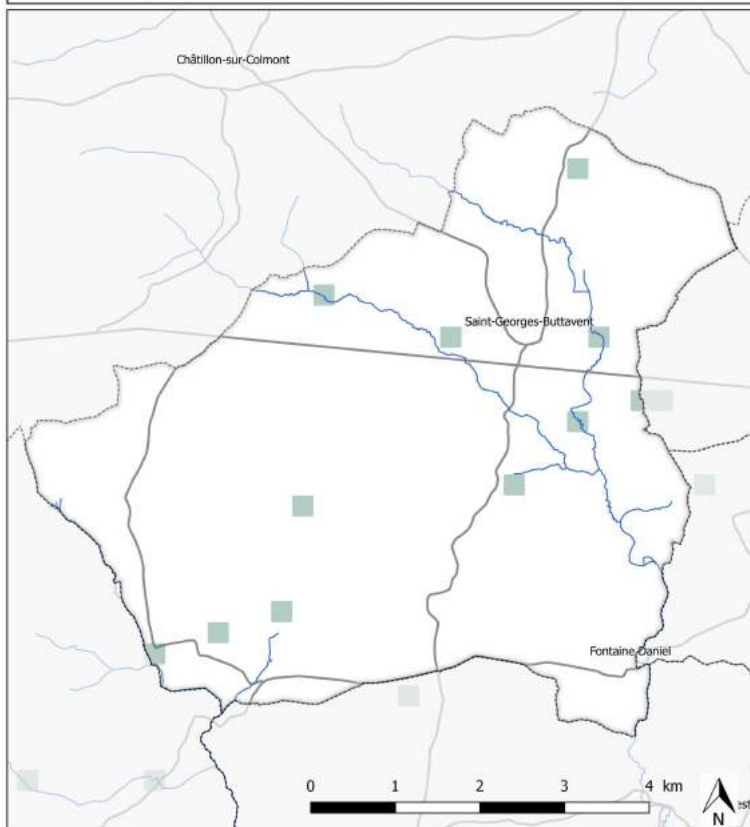 Châtillon-sur-Colmont
Saint-Georges-Buttavent
Fontaine-Daniel
0 1 2 3 4 km
N